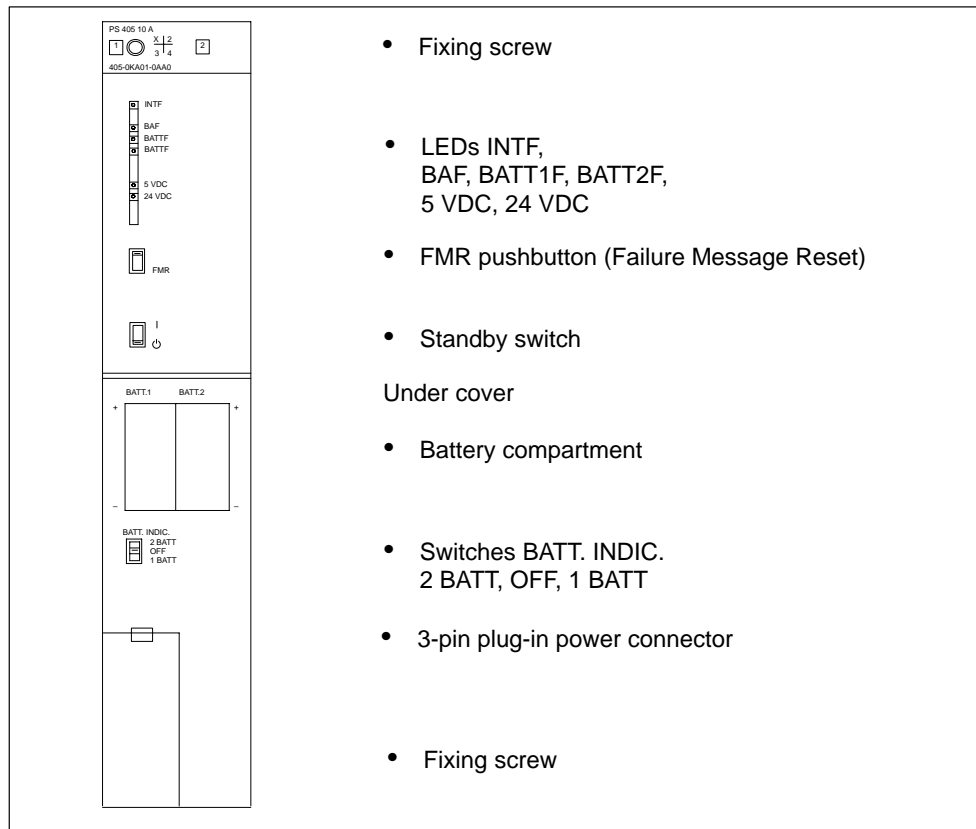 PS 405 10 A
1 X 2 2
3 4
405-0KA01-0AA0
INTF
BAF
BATTF
BATTF
5 VDC
24 VDC
FMR
I
BATT.1 BATT.2
+ +
– –
BATT. INDIC.
2 BATT
OFF
1 BATT
• Fixing screw
• LEDs INTF,
BAF, BATT1F, BATT2F,
5 VDC, 24 VDC
• FMR pushbutton (Failure Message Reset)
• Standby switch
Under cover
• Battery compartment
• Switches BATT. INDIC.
2 BATT, OFF, 1 BATT
• 3-pin plug-in power connector
• Fixing screw